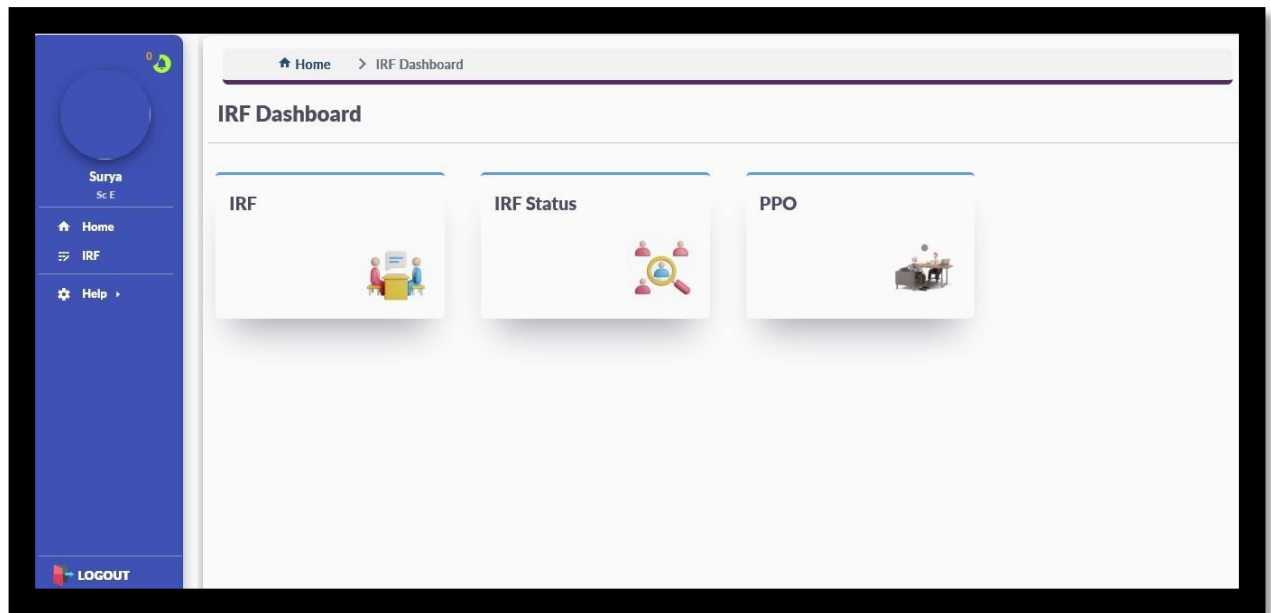 0
Surya
Sc E
Home
IRF
Help
LOGOUT
Home > IRF Dashboard
IRF Dashboard
IRF
IRF Status
PPO